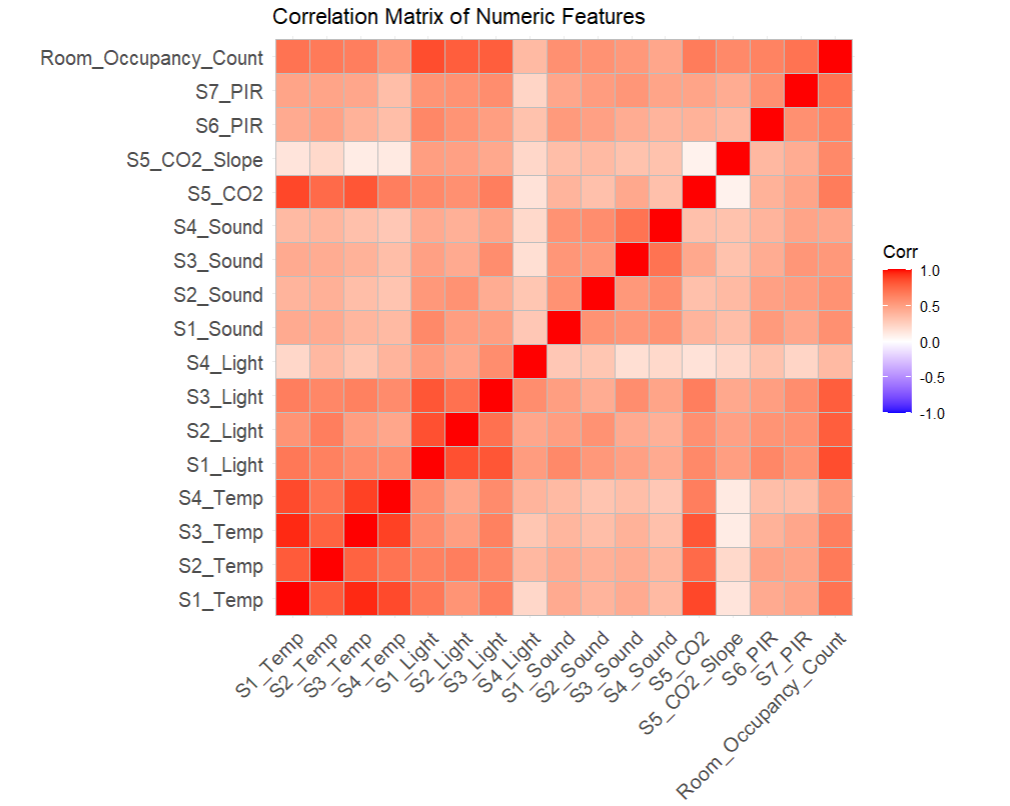 Correlation Matrix of Numeric Features
Room_Occupancy_Count
S7_PIR
S6_PIR
S5_CO2_Slope
S5_CO2
S4_Sound
S3_Sound
S2_Sound
S1_Sound
S4_Light
S3_Light
S2_Light
S1_Light
S4_Temp
S3_Temp
S2_Temp
S1_Temp
S1_Temp
S2_Temp
S3_Temp
S4_Temp
S1_Light
S2_Light
S3_Light
S4_Light
S1_Sound
S2_Sound
S3_Sound
S4_Sound
S5_CO2
S5_CO2_Slope
S6_PIR
S7_PIR
Room_Occupancy_Count
Corr
1.0
0.5
0.0
-0.5
-1.0